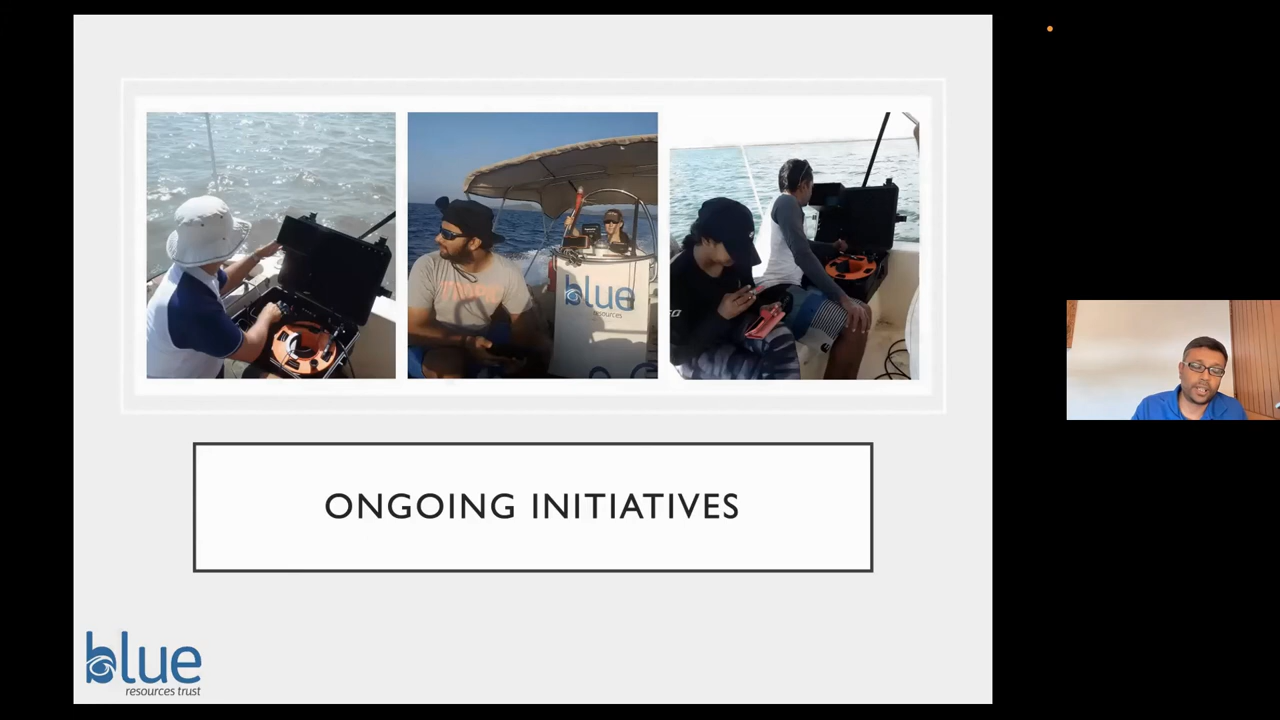 blue
resources
ONGOING INITIATIVES
blue
resources trust